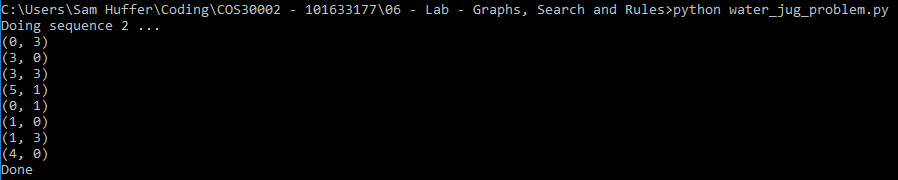 C:\Users\Sam Huffer\Coding\COS30002 - 101633177\06 - Lab - Graphs, Search and Rules>python water_jug_problem.py
Doing sequence 2 ...
(0, 3)
(3, 0)
(3, 3)
(5, 1)
(0, 1)
(1, 0)
(1, 3)
(4, 0)
Done